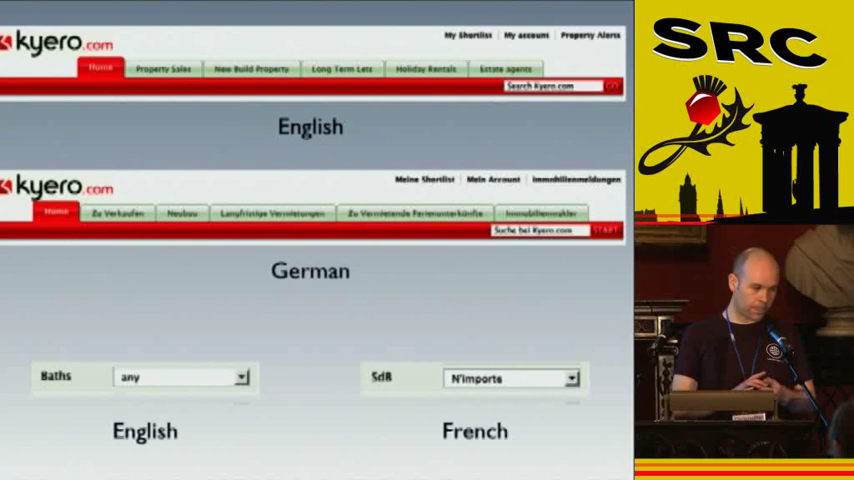 kyero.com
My Shortlist My account Property Alerts
Home Property Sales New Build Property Long Term Lets Holiday Rentals Estate agents
Search Kyero.com GO
English
kyero.com
Meine Shortlist Mein Account Immobilienmeldungen
Home Zu Verkaufen Neubau Langfristige Vermietungen Zu Vermietende Ferienunterkünfte Immobilienmakler
Suche bei Kyero.com START
German
Baths any
SdB N'importe
English
French
SRC